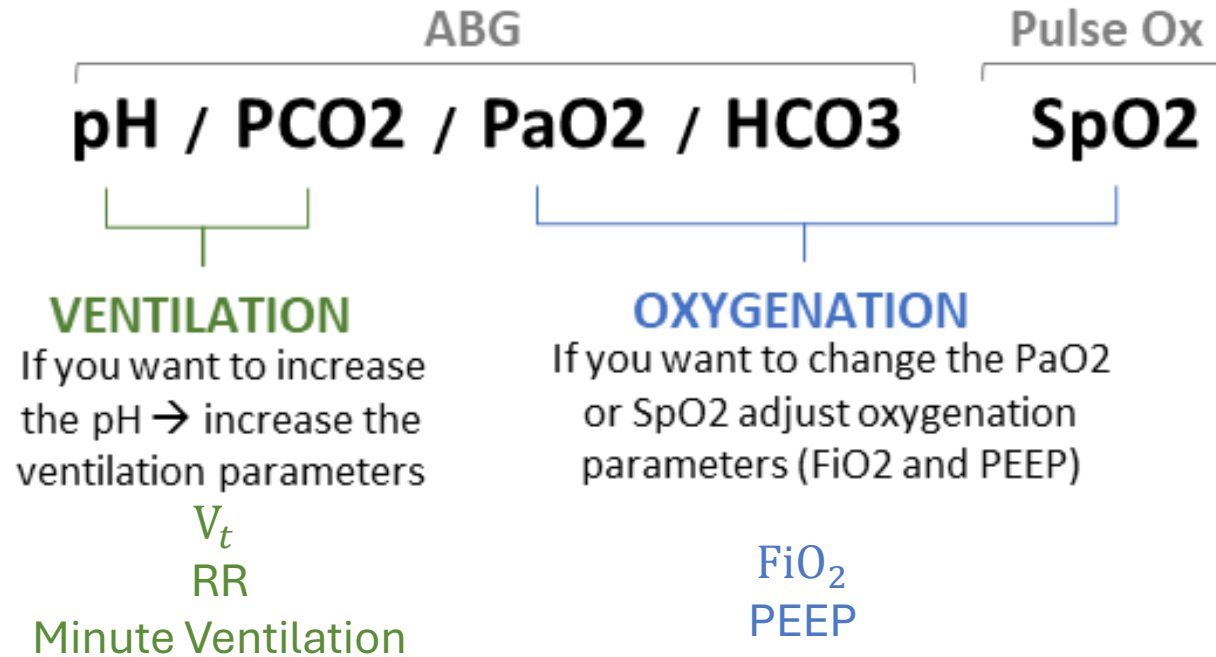 ABG
Pulse Ox
pH / PCO2 / PaO2 / HCO3
SpO2
VENTILATION
If you want to increase
the pH → increase the
ventilation parameters
Vₜ
RR
Minute Ventilation
OXYGENATION
If you want to change the PaO2
or SpO2 adjust oxygenation
parameters (FiO2 and PEEP)
FiO₂
PEEP